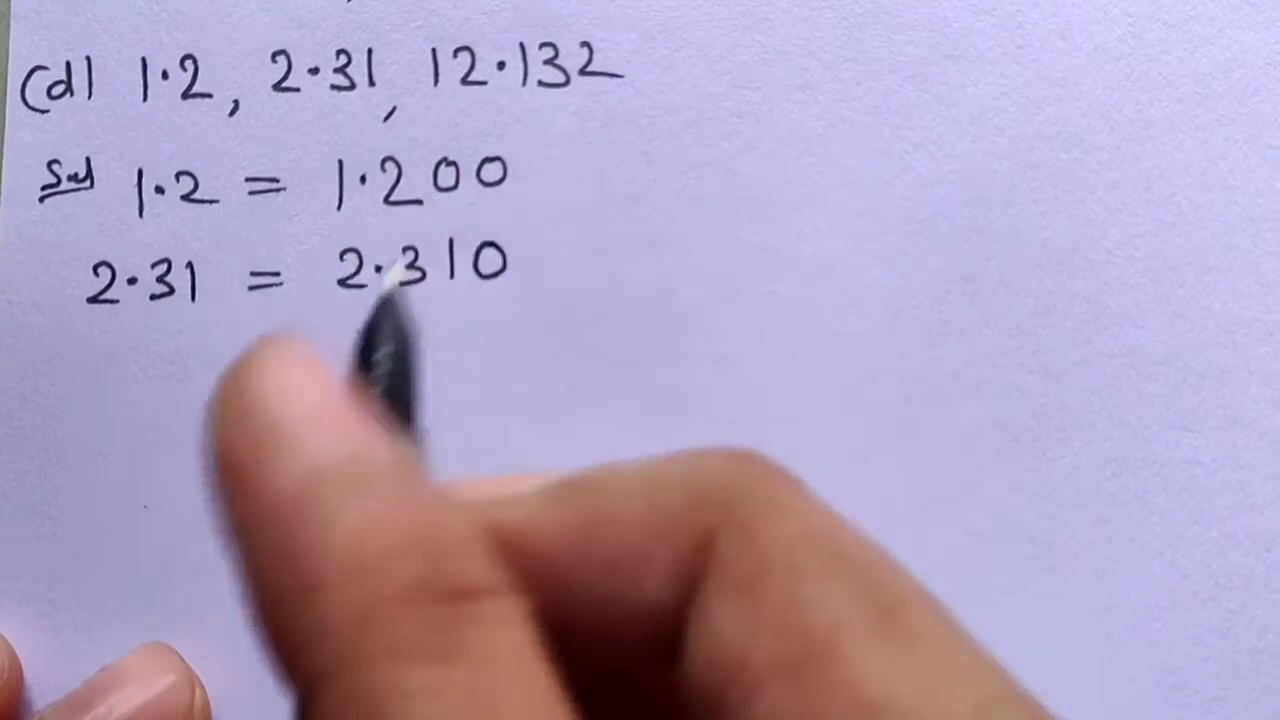 (d) 1.2, 2.31, 12.132
Sol 1.2 = 1.200
2.31 = 2.310